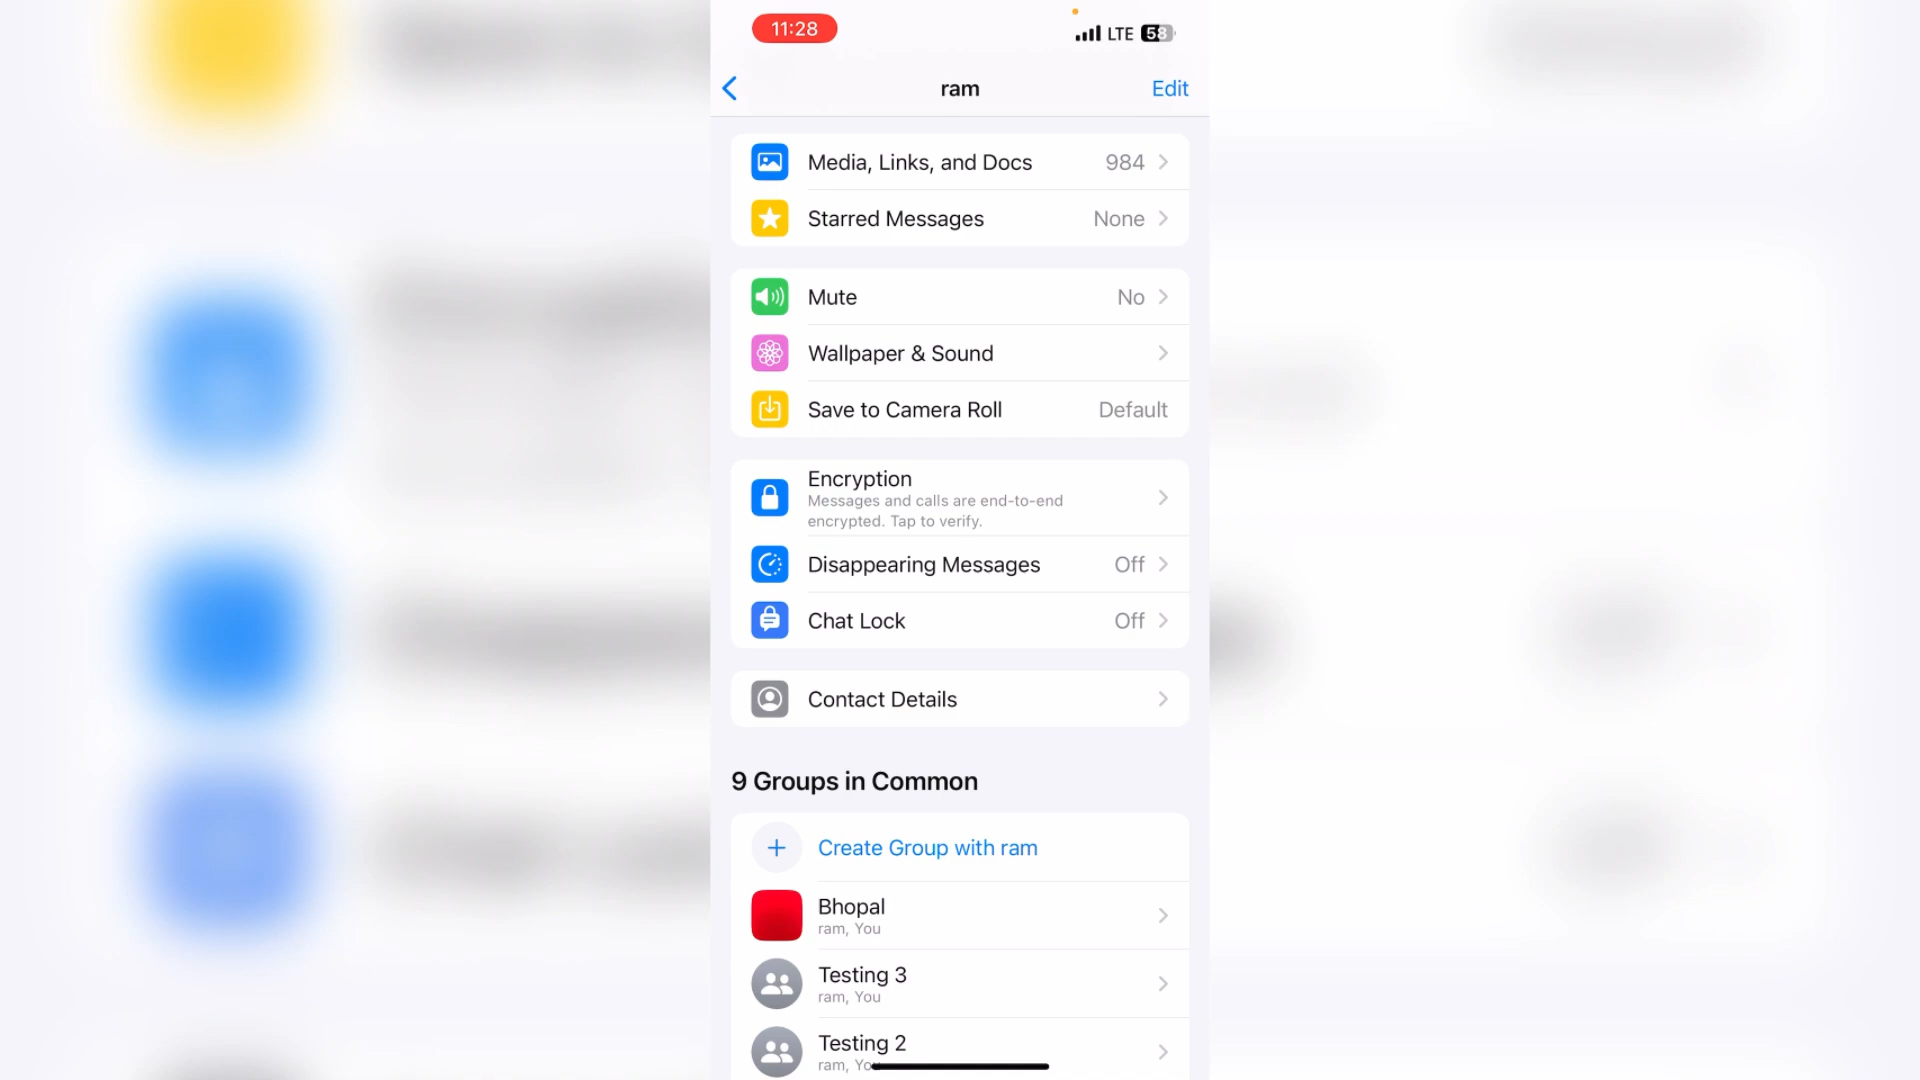 11:28
LTE 58
ram
Edit
Media, Links, and Docs 984
Starred Messages None
Mute No
Wallpaper & Sound
Save to Camera Roll Default
Encryption
Messages and calls are end-to-end
encrypted. Tap to verify.
Disappearing Messages Off
Chat Lock Off
Contact Details
9 Groups in Common
Create Group with ram
Bhopal
ram, You
Testing 3
ram, You
Testing 2
ram, You